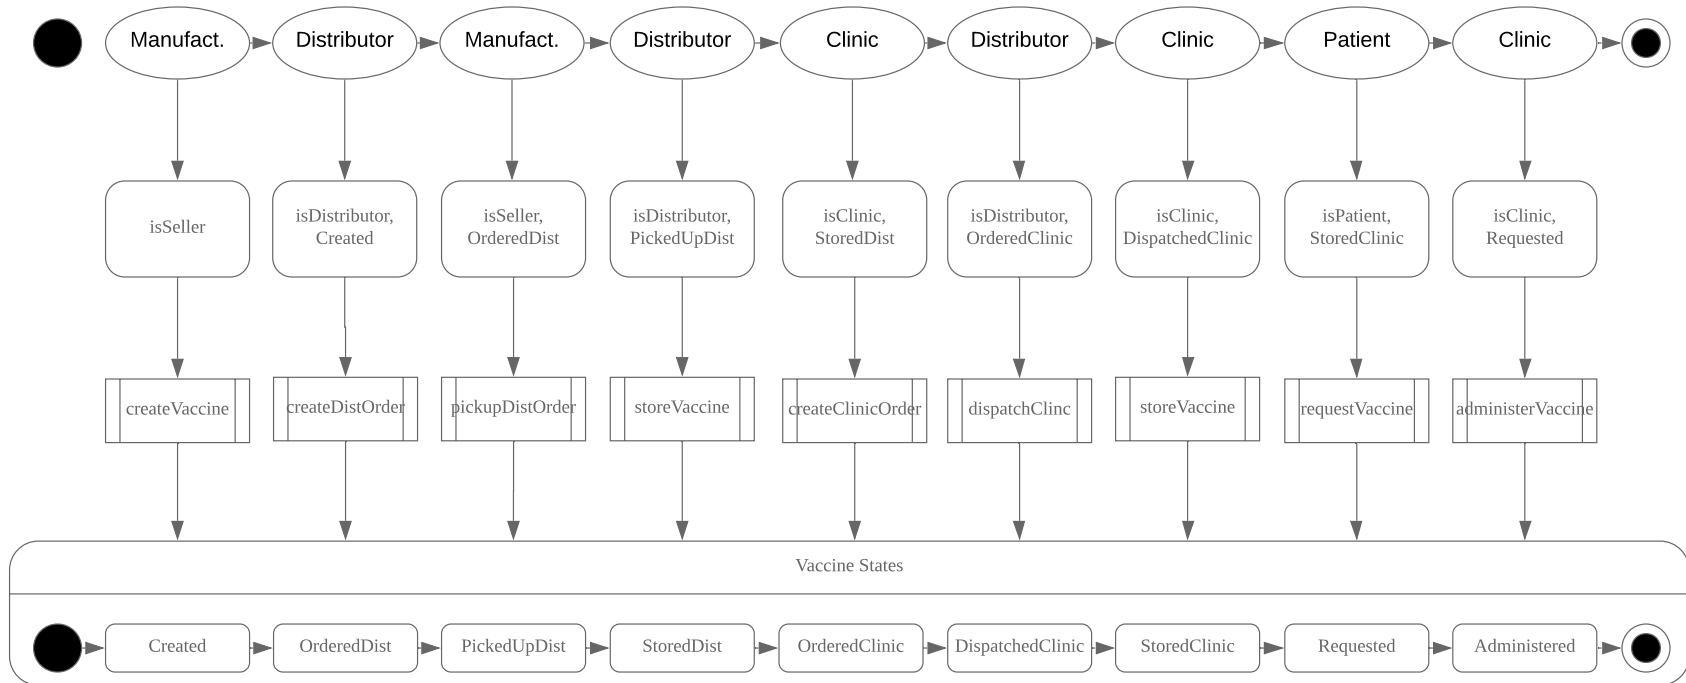 Manufact.
Distributor
Manufact.
Distributor
Clinic
Distributor
Clinic
Patient
Clinic
isSeller
isDistributor,
Created
isSeller,
OrderedDist
isDistributor,
PickedUpDist
isClinic,
StoredDist
isDistributor,
OrderedClinic
isClinic,
DispatchedClinic
isPatient,
StoredClinic
isClinic,
Requested
createVaccine
createDistOrder
pickupDistOrder
storeVaccine
createClinicOrder
dispatchClinc
storeVaccine
requestVaccine
administerVaccine
Vaccine States
Created
OrderedDist
PickedUpDist
StoredDist
OrderedClinic
DispatchedClinic
StoredClinic
Requested
Administered